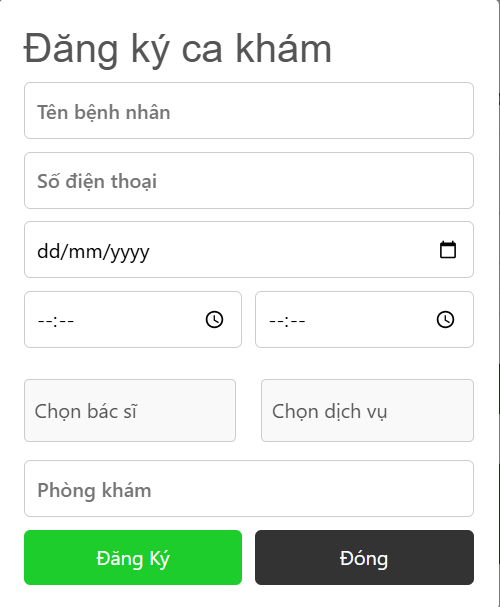 Đăng ký ca khám
Tên bệnh nhân
Số điện thoại
dd/mm/yyyy
--:-- --:--
Chọn bác sĩ Chọn dịch vụ
Phòng khám
Đăng Ký Đóng